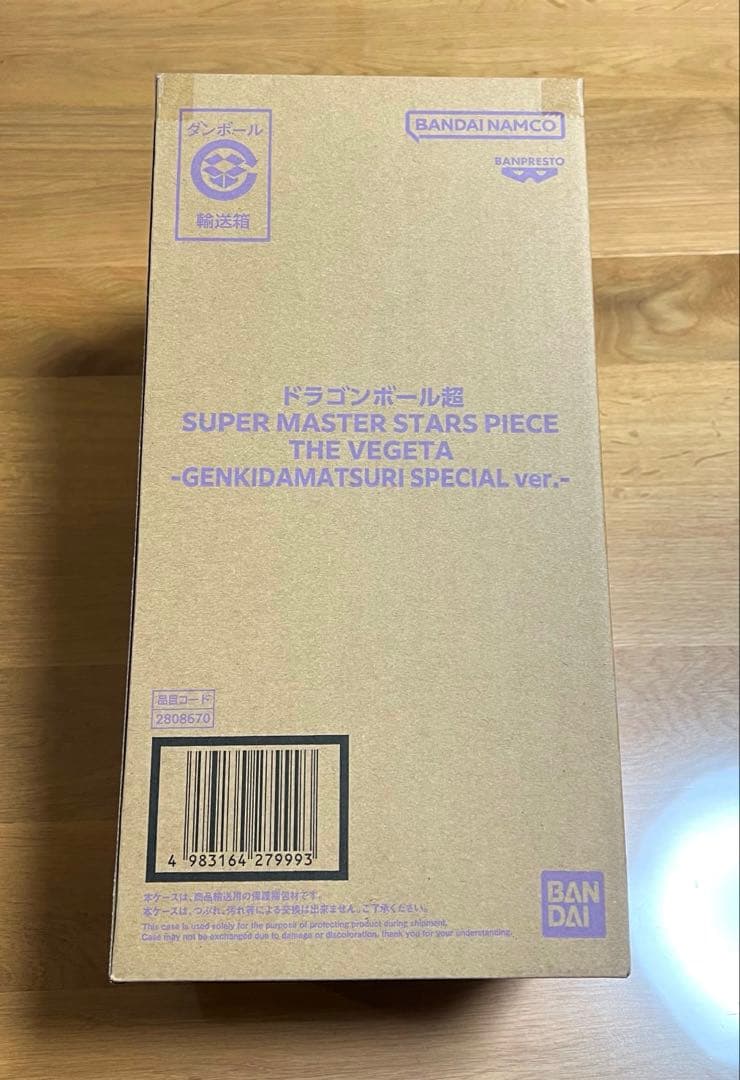 ダンボール
輸送箱
BANDAI NAMCO
BANPRESTO
ドラゴンボール超
SUPER MASTER STARS PIECE
THE VEGETA
-GENKIDAMATSURI SPECIAL ver.-
品目コード
2808670
4 983164 279993
本ケースは、商品輸送用の保護梱包材です。
本ケースは、つぶれ、汚れ等による交換は出来ません。ご了承ください。
This case is used solely for the purpose of protecting product during shipment.
Case may not be exchanged due to damage or discoloration. thank you for your understanding.
BAN
DAI